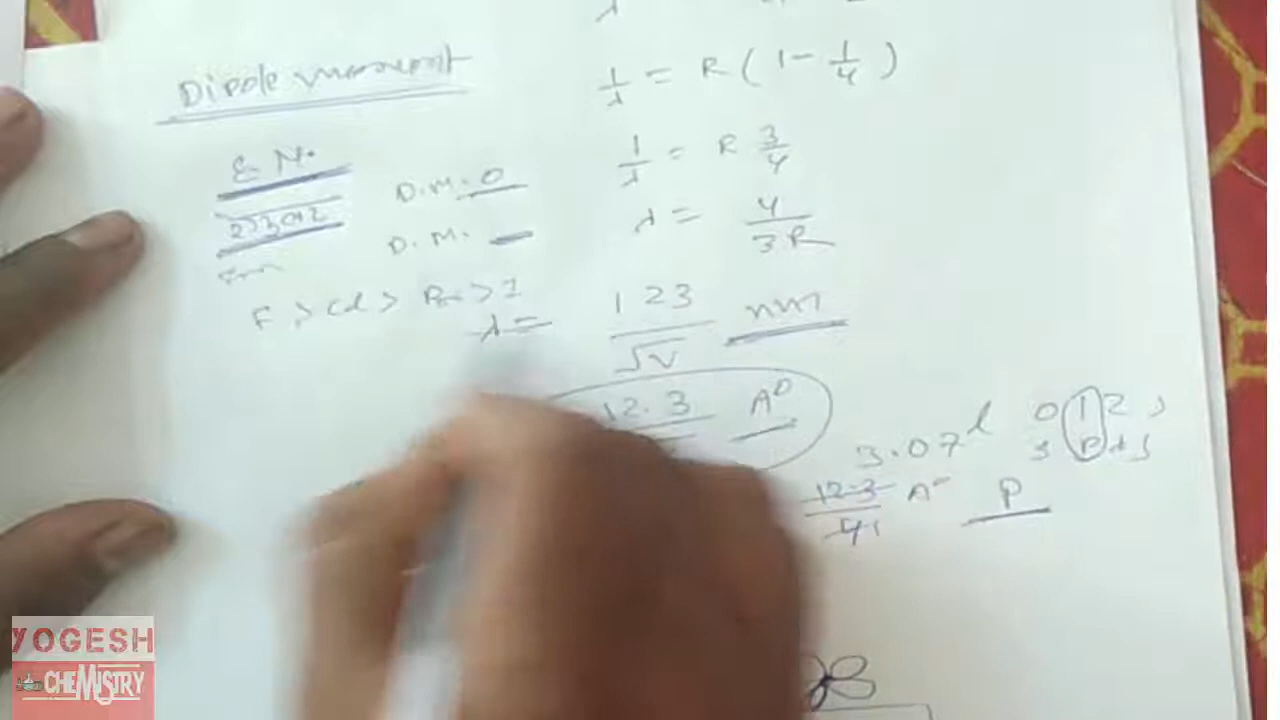 Dipole moment
E N.
D.M. 0
D.M. —
F > Cl > Br > I
1/λ = R ( 1 - 1/4 )
1/λ = R 3/4
λ = 4/3R
λ = 123/√V nm
12.3 A°
3.07
l 0 1 2 3
s p d f
12.3/4 A° P
YOGESH
CHEMISTRY